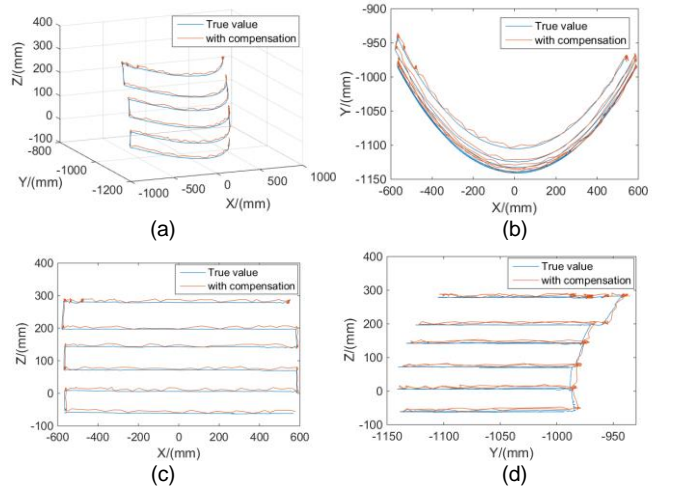 400
300
200
100
0
-100
Z/(mm)
-800
-1000
-1200
Y/(mm)
-1000
-500
0
500
1000
X/(mm)
True value
with compensation
(a)
-900
-950
-1000
-1050
-1100
-1150
Y/(mm)
-600 -400 -200 0 200 400 600
X/(mm)
True value
with compensation
(b)
400
300
200
100
0
-100
Z/(mm)
-600 -400 -200 0 200 400 600
X/(mm)
True value
with compensation
(c)
400
300
200
100
0
-100
Z/(mm)
-1150 -1100 -1050 -1000 -950
Y/(mm)
True value
with compensation
(d)